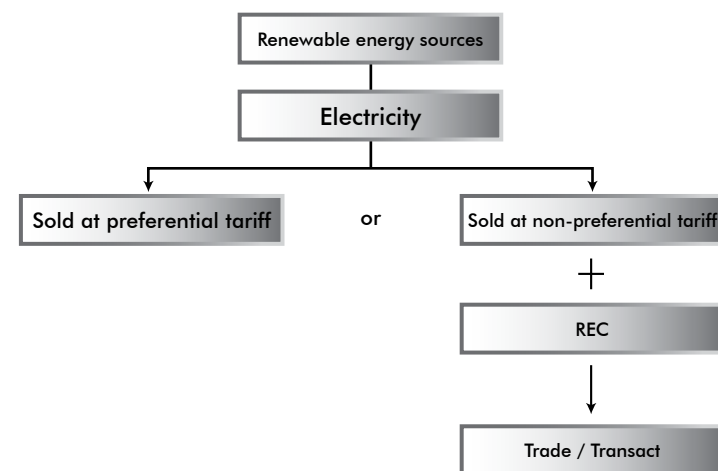 Renewable energy sources
Electricity
Sold at preferential tariff
or
Sold at non-preferential tariff
+
REC
Trade / Transact